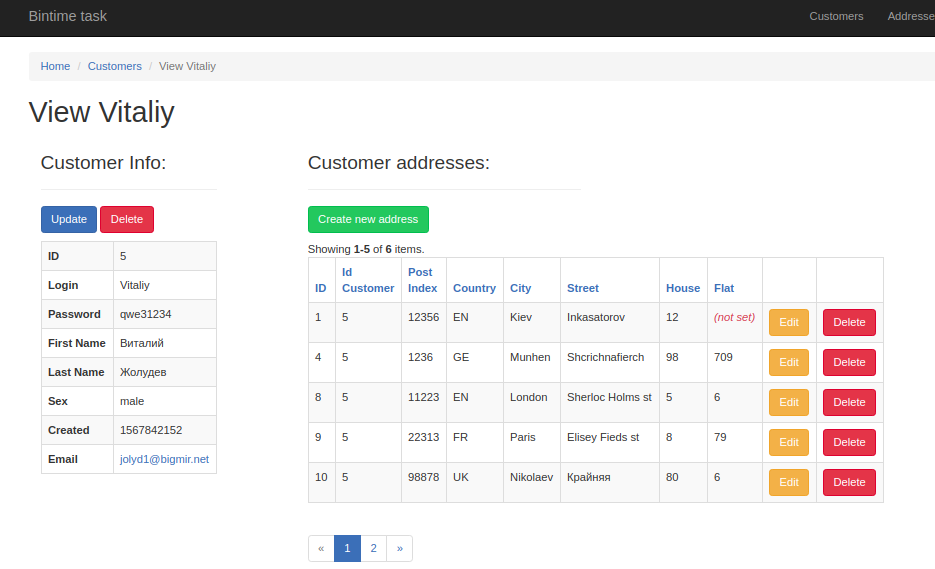 Bintime task Customers Addresse
Home / Customers / View Vitaliy
View Vitaliy
Customer Info:
Update Delete
ID 5
Login Vitaliy
Password qwe31234
First Name Виталий
Last Name Жолудев
Sex male
Created 1567842152
Email jolyd1@bigmir.net
Customer addresses:
Create new address
Showing 1-5 of 6 items.
ID Id Customer Post Index Country City Street House Flat
1 5 12356 EN Kiev Inkasatorov 12 (not set) Edit Delete
4 5 1236 GE Munhen Shcrichnafierch 98 709 Edit Delete
8 5 11223 EN London Sherloc Holms st 5 6 Edit Delete
9 5 22313 FR Paris Elisey Fieds st 8 79 Edit Delete
10 5 98878 UK Nikolaev Крайняя 80 6 Edit Delete
« 1 2 »